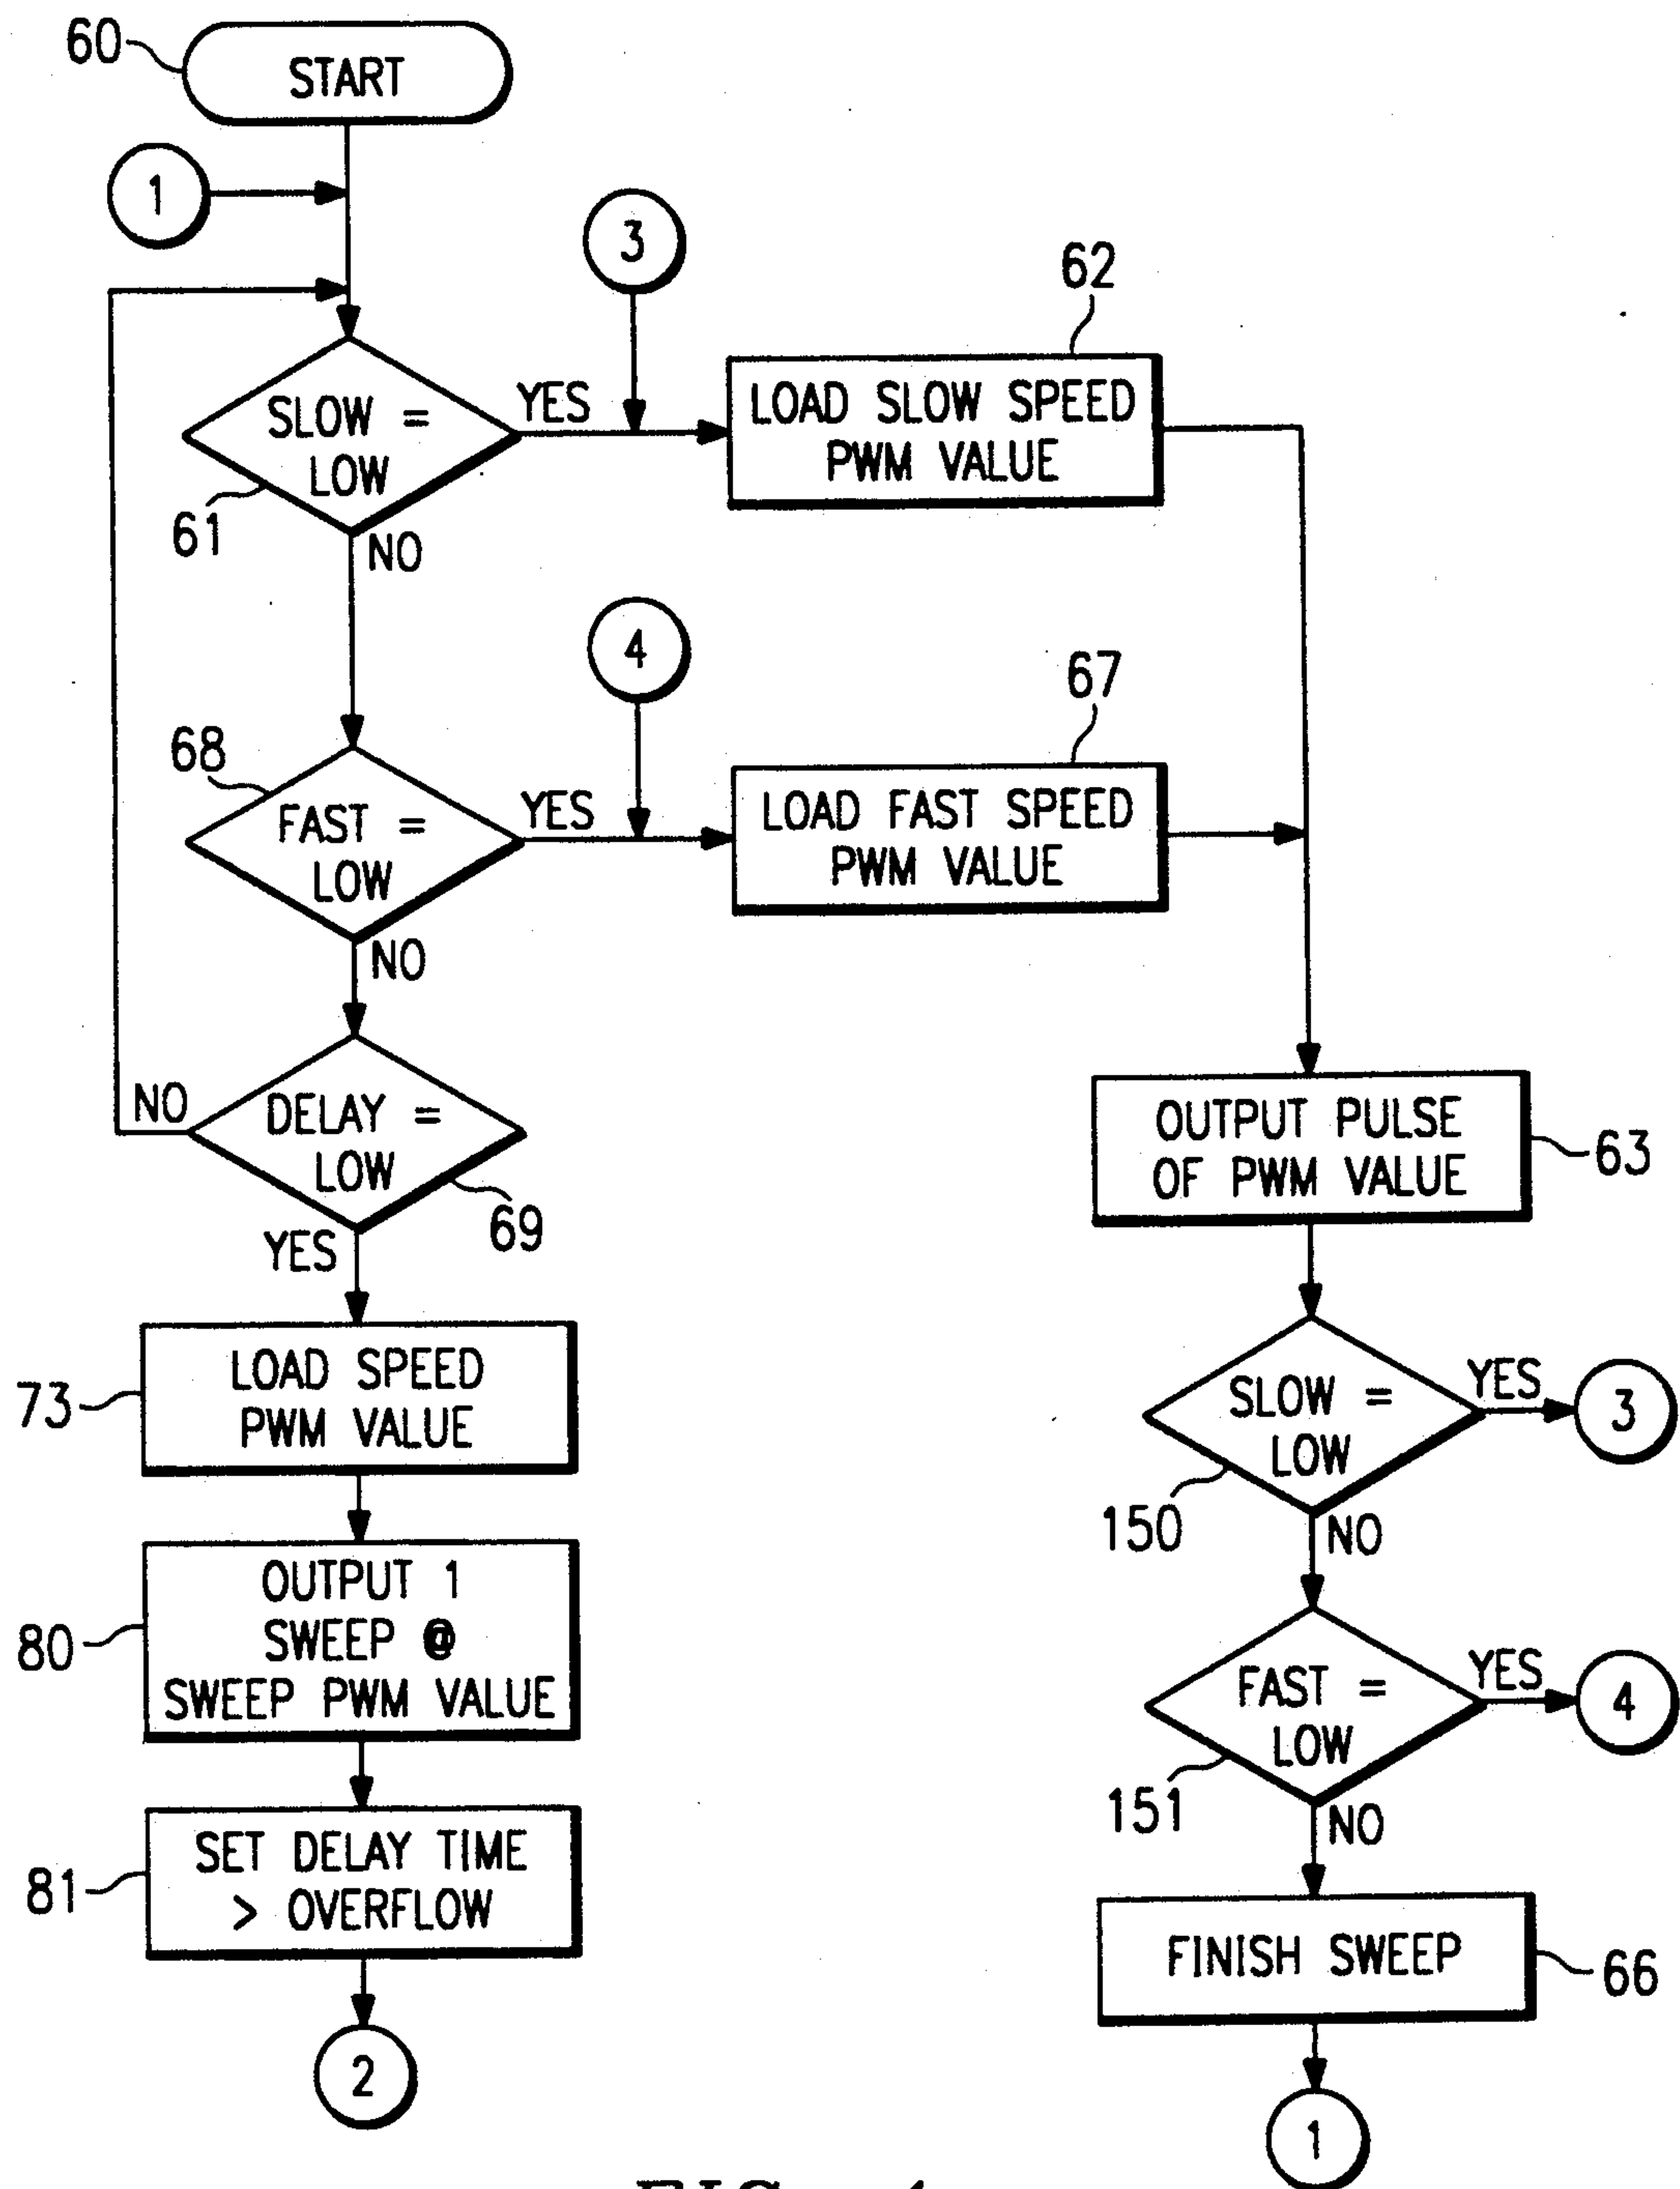 60
START
1
3
62
SLOW =
LOW
YES
LOAD SLOW SPEED
PWM VALUE
61
NO
4
67
68
FAST =
LOW
YES
LOAD FAST SPEED
PWM VALUE
NO
DELAY =
LOW
NO
69
YES
OUTPUT PULSE
OF PWM VALUE
63
73
LOAD SPEED
PWM VALUE
SLOW =
LOW
YES
3
150
NO
80
OUTPUT 1
SWEEP @
SWEEP PWM VALUE
FAST =
LOW
YES
4
151
NO
81
SET DELAY TIME
> OVERFLOW
FINISH SWEEP
66
2
1